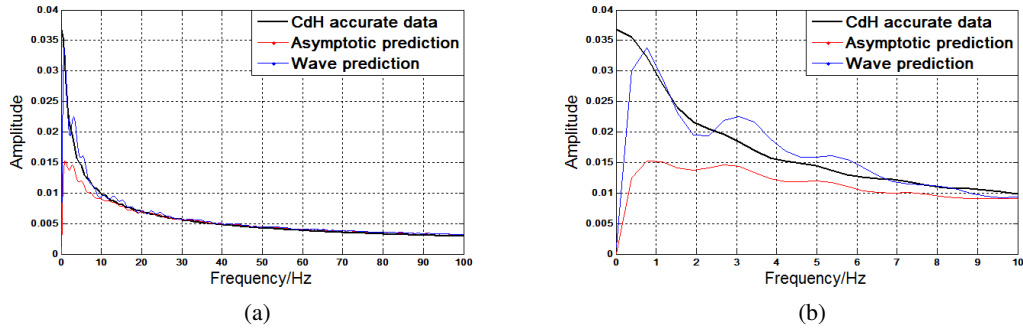 0.04
0.035
0.03
0.025
0.02
0.015
0.01
0.005
0
Amplitude
CdH accurate data
Asymptotic prediction
Wave prediction
0 10 20 30 40 50 60 70 80 90 100
Frequency/Hz
(a)
0.04
0.035
0.03
0.025
0.02
0.015
0.01
0.005
0
Amplitude
CdH accurate data
Asymptotic prediction
Wave prediction
0 1 2 3 4 5 6 7 8 9 10
Frequency/Hz
(b)